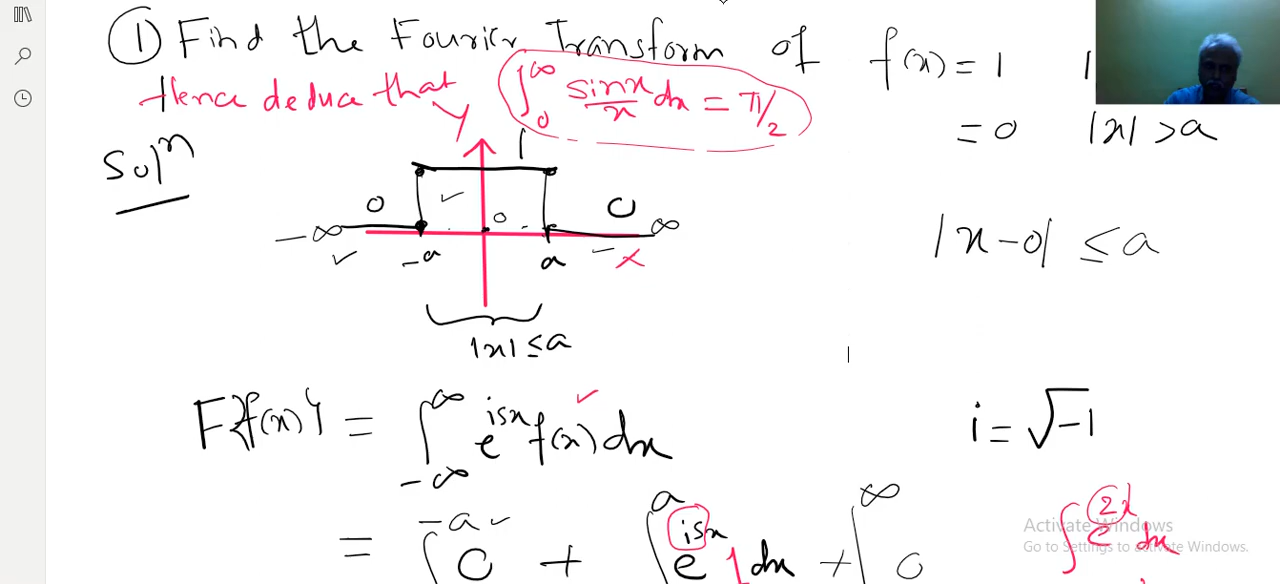 ① Find the Fourier Transform of f(x) = 1 |
Hence deduce that ∫₀^∞ sinx/x dx = π/2
= 0 |x| > a
Solⁿ
Y
1
0 0 0
-∞ ∞
-a a X
|x| ≤ a
|x-0| ≤ a
F{f(x)} = ∫_{-∞}^{∞} e^{isx} f(x) dx
i = √-1
= ∫^{-a} 0 + ∫^{a} e^{isx} 1 dx + ∫^{∞} 0
∫ e^{2x} dx
Activate Windows
Go to Settings to activate Windows.